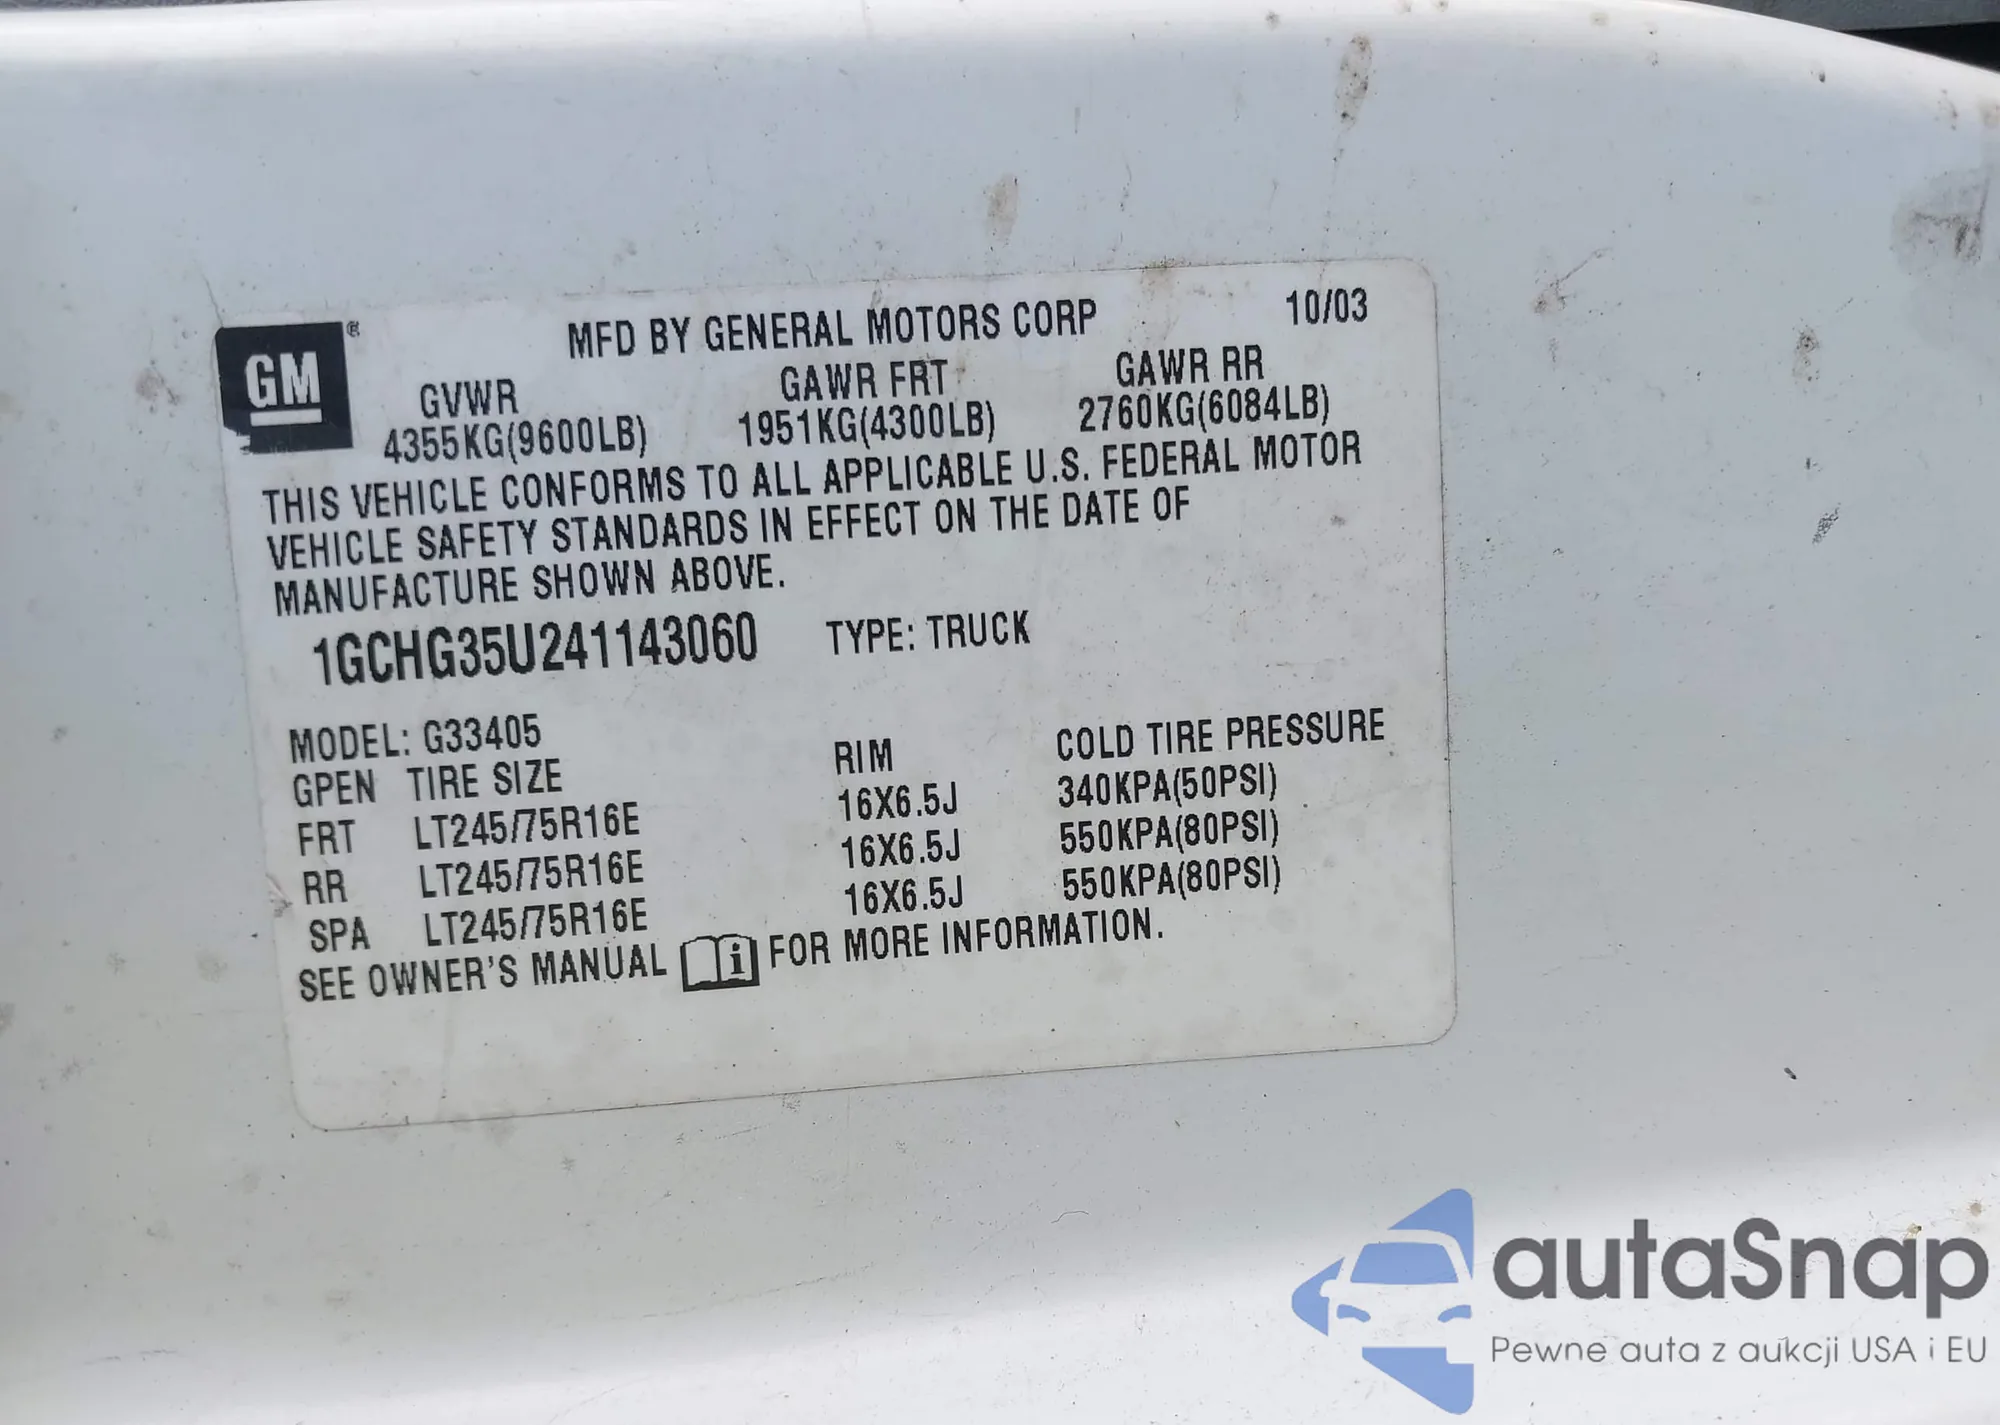 GM®
MFD BY GENERAL MOTORS CORP 10/03
GVWR GAWR FRT GAWR RR
4355KG(9600LB) 1951KG(4300LB) 2760KG(6084LB)
THIS VEHICLE CONFORMS TO ALL APPLICABLE U.S. FEDERAL MOTOR
VEHICLE SAFETY STANDARDS IN EFFECT ON THE DATE OF
MANUFACTURE SHOWN ABOVE.
1GCHG35U241143060 TYPE: TRUCK
MODEL: G33405
GPEN TIRE SIZE RIM COLD TIRE PRESSURE
FRT LT245/75R16E 16X6.5J 340KPA(50PSI)
RR LT245/75R16E 16X6.5J 550KPA(80PSI)
SPA LT245/75R16E 16X6.5J 550KPA(80PSI)
SEE OWNER'S MANUAL i FOR MORE INFORMATION.
autaSnap
Pewne auta z aukcji USA i EU